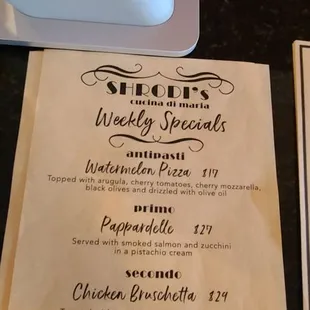 SHRODI'S
cucina di maria
Weekly Specials
antipasti
Watermelon Pizza $17
Topped with arugula, cherry tomatoes, cherry mozzarella,
black olives and drizzled with olive oil
primo
Pappardelle $27
Served with smoked salmon and zucchini
in a pistachio cream
secondo
Chicken Bruschetta $29